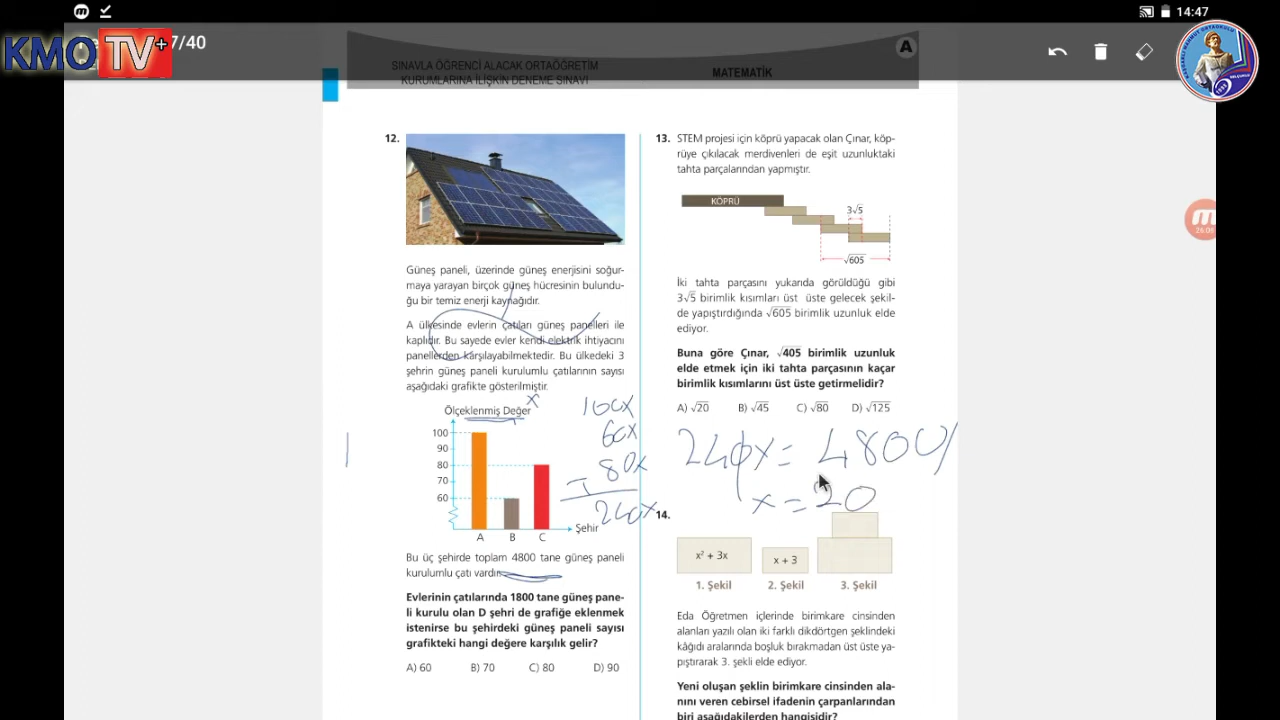 14:47
KMO TV+
7/40
A
SINAVLA ÖĞRENCİ ALACAK ORTAÖĞRETİM
KURUMLARINA İLİŞKİN DENEME SINAVI
MATEMATİK
12.
Güneş paneli, üzerinde güneş enerjisini soğur-
maya yarayan birçok güneş hücresinin bulundu-
ğu bir temiz enerji kaynağıdır.
A ülkesinde evlerin çatıları güneş panelleri ile
kaplıdır. Bu sayede evler kendi elektrik ihtiyacını
panellerden karşılayabilmektedir. Bu ülkedeki 3
şehrin güneş paneli kurulumlu çatılarının sayısı
aşağıdaki grafikte gösterilmiştir.
Ölçeklenmiş Değer x
100
90
80
70
60
A B C
Şehir
100x
60x
+ 80x
240x
Bu üç şehirde toplam 4800 tane güneş paneli
kurulumlu çatı vardır.
Evlerinin çatılarında 1800 tane güneş pane-
li kurulu olan D şehri de grafiğe eklenmek
istenirse bu şehirdeki güneş paneli sayısı
grafikteki hangi değere karşılık gelir?
A) 60 B) 70 C) 80 D) 90
13. STEM projesi için köprü yapacak olan Çınar, köp-
rüye çıkılacak merdivenleri de eşit uzunluktaki
tahta parçalarından yapmıştır.
KÖPRÜ
3√5
√605
İki tahta parçasını yukarıda görüldüğü gibi
3√5 birimlik kısımları üst üste gelecek şekil-
de yapıştırdığında √605 birimlik uzunluk elde
ediyor.
Buna göre Çınar, √405 birimlik uzunluk
elde etmek için iki tahta parçasının kaçar
birimlik kısımlarını üst üste getirmelidir?
A) √20 B) √45 C) √80 D) √125
240x = 4800
x = 20
14.
x² + 3x
x + 3
1. Şekil 2. Şekil 3. Şekil
Eda Öğretmen içlerinde birimkare cinsinden
alanları yazılı olan iki farklı dikdörtgen şeklindeki
kâğıdı aralarında boşluk bırakmadan üst üste ya-
pıştırarak 3. şekli elde ediyor.
Yeni oluşan şeklin birimkare cinsinden ala-
nını veren cebirsel ifadenin çarpanlarından
biri aşağıdakilerden hangisidir?